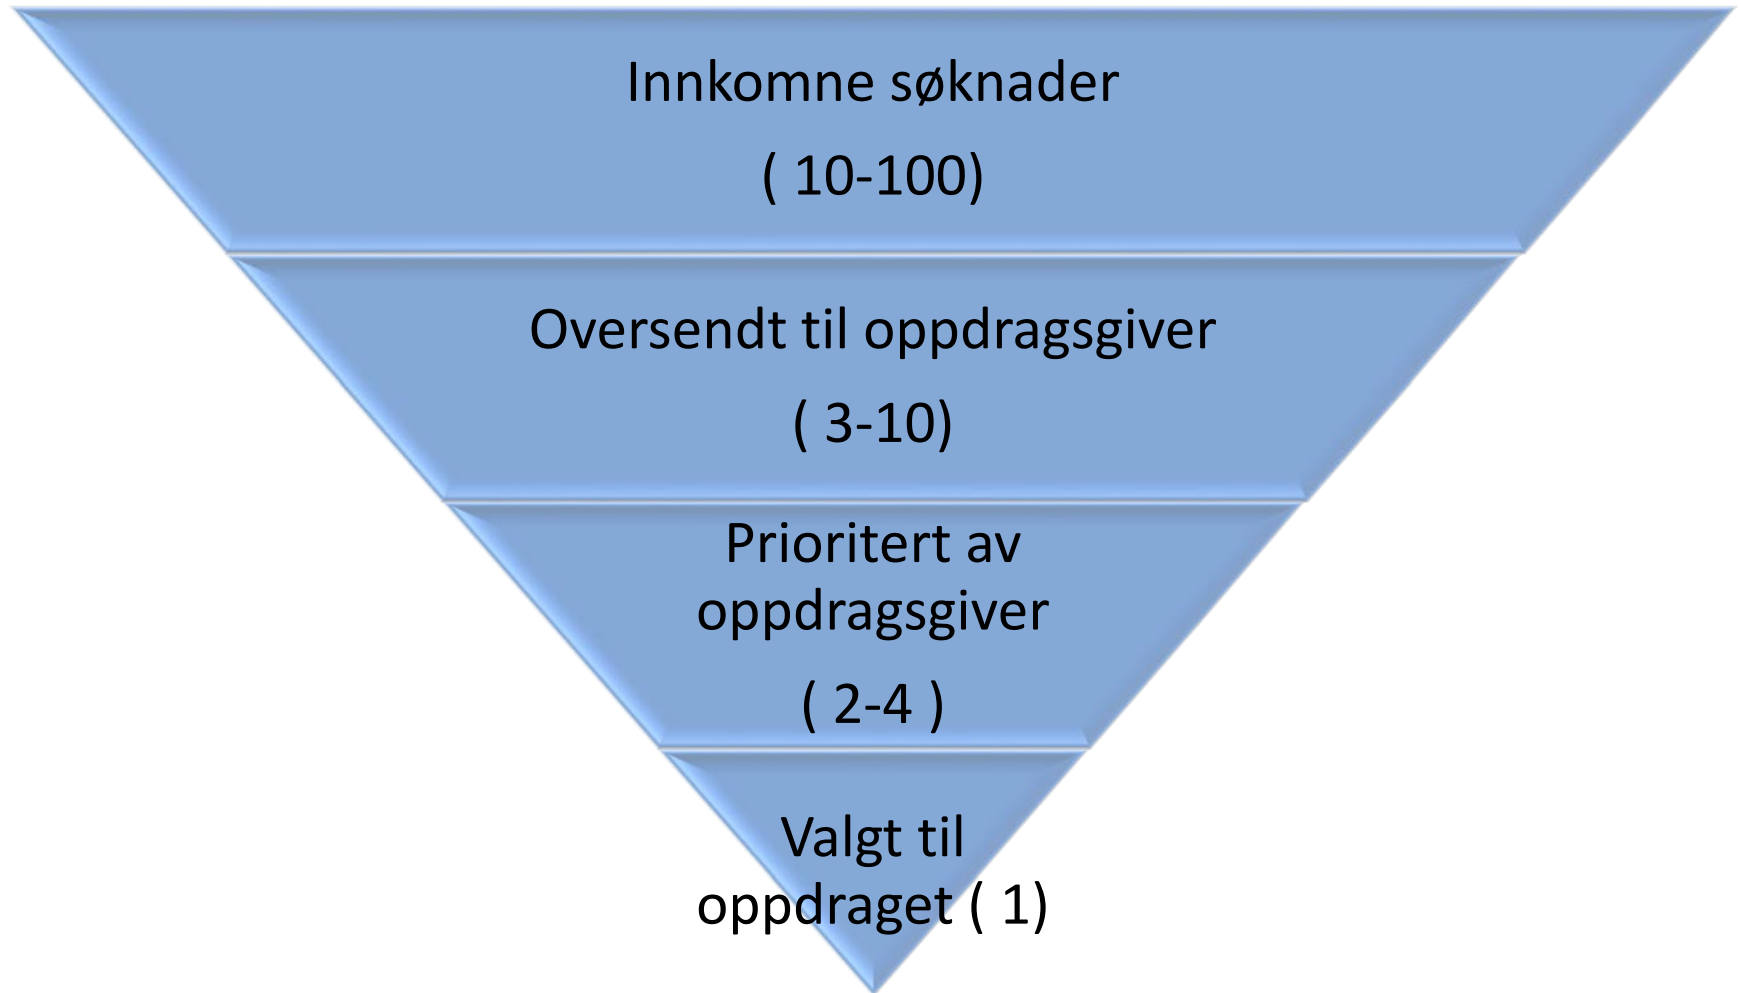 Innkomne søknader
( 10-100)
Oversendt til oppdragsgiver
( 3-10)
Prioritert av
oppdragsgiver
( 2-4 )
Valgt til
oppdraget ( 1)